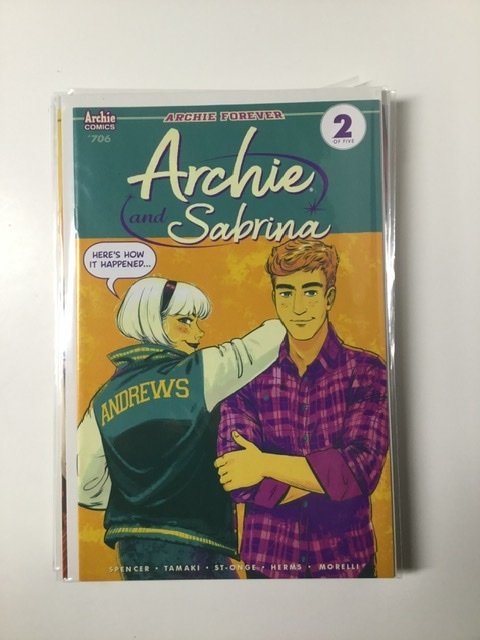 ARCHIE FOREVER
Archie
COMICS
#706
2
OF FIVE
Archie®
and Sabrina
HERE'S HOW
IT HAPPENED...
ANDREWS
SPENCER • TAMAKI • ST-ONGE • HERMS • MORELLI